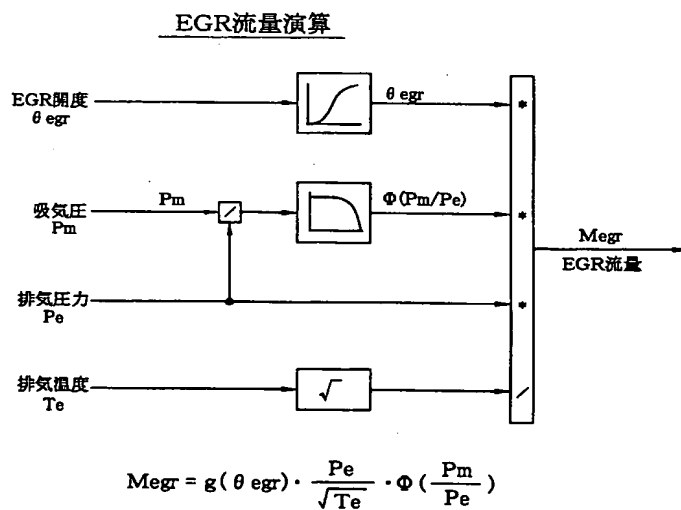 EGR流量演算
EGR開度
θ egr
θ egr
*
吸気圧
Pm
Pm
/
Φ(Pm/Pe)
*
Megr
EGR流量
排気圧力
Pe
*
排気温度
Te
√
/
Megr = g( θ egr) · Pe/√Te · Φ ( Pm/Pe )